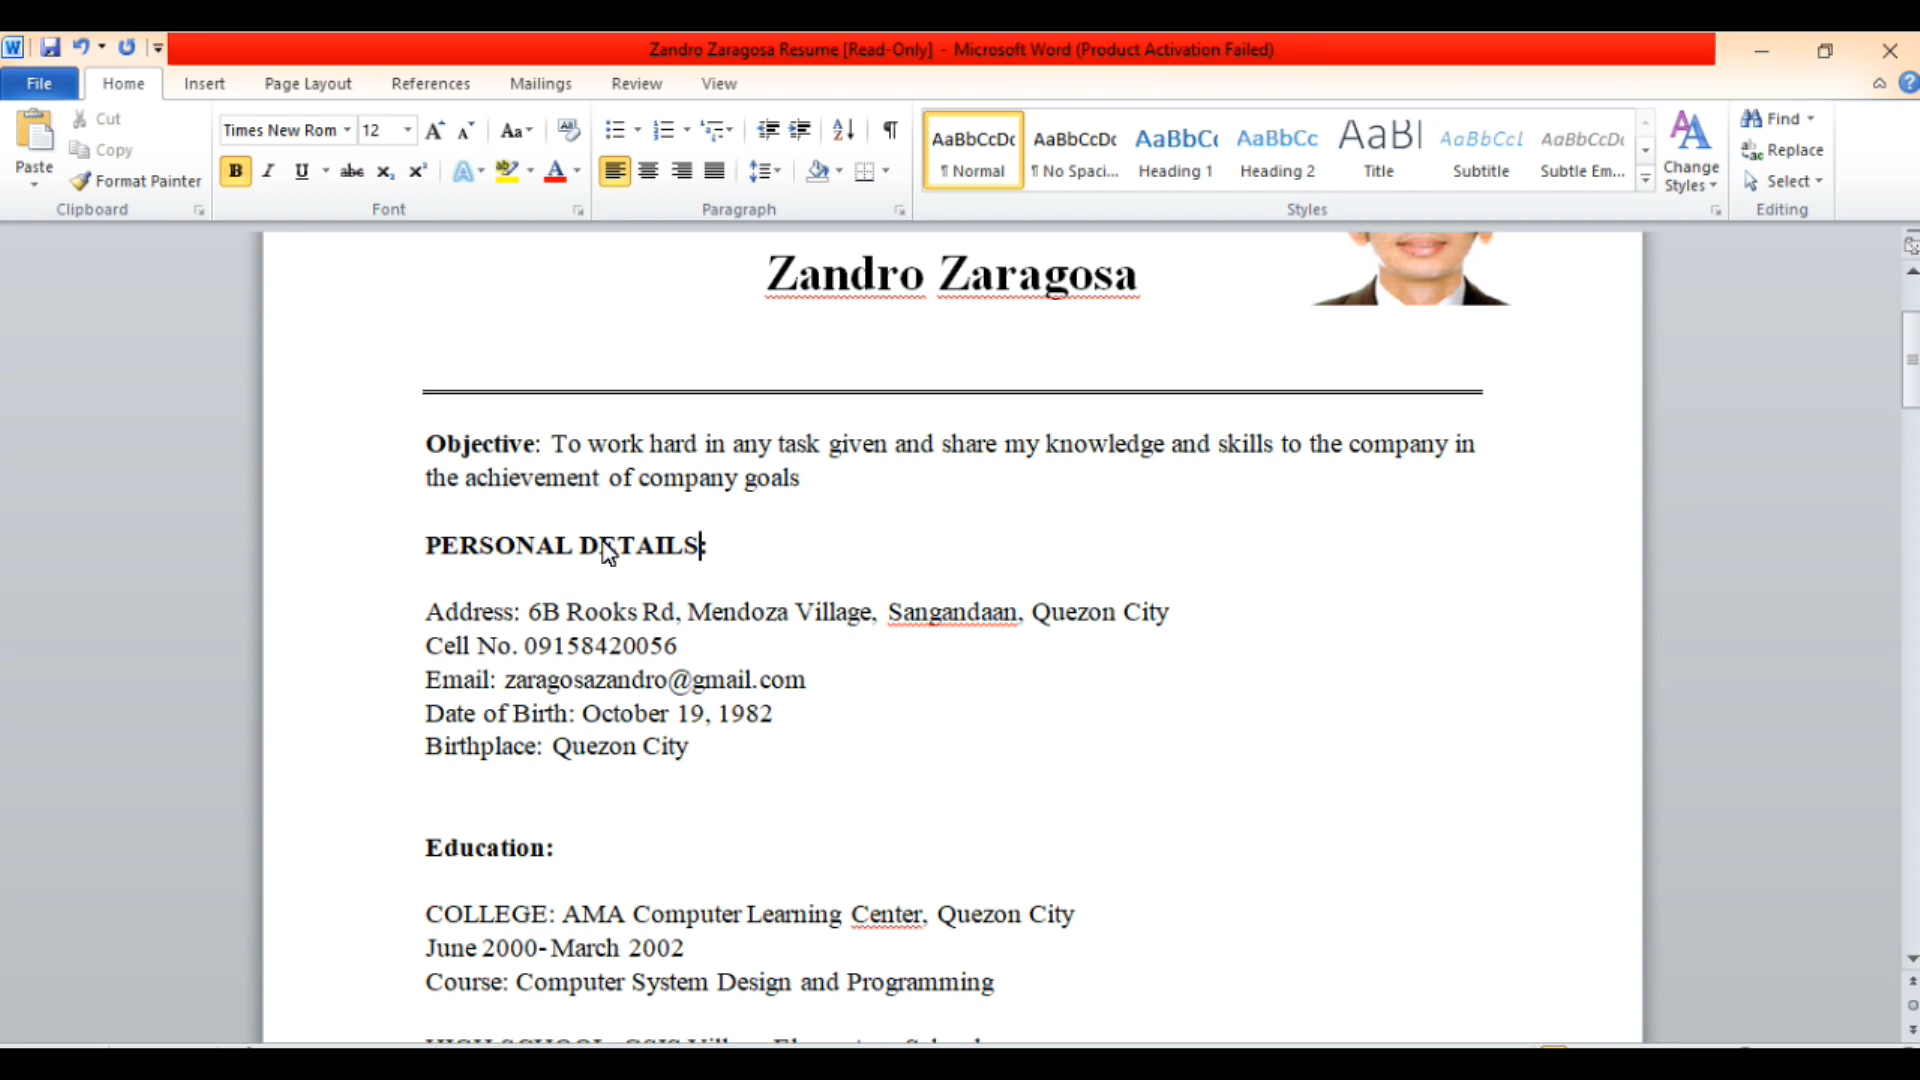 Zandro Zaragosa Resume [Read-Only] - Microsoft Word (Product Activation Failed)
File Home Insert Page Layout References Mailings Review View
Paste
Cut
Copy
Format Painter
Clipboard
Times New Rom 12
Font
Paragraph
AaBbCcDc AaBbCcDc AaBbC AaBbCc AaB AaBbCcL AaBbCcDc
¶ Normal ¶ No Spaci... Heading 1 Heading 2 Title Subtitle Subtle Em...
Change Styles
Styles
Find
Replace
Select
Editing
Zandro Zaragosa
Objective: To work hard in any task given and share my knowledge and skills to the company in
the achievement of company goals
PERSONAL DETAILS:
Address: 6B Rooks Rd, Mendoza Village, Sangandaan, Quezon City
Cell No. 09158420056
Email: zaragosazandro@gmail.com
Date of Birth: October 19, 1982
Birthplace: Quezon City
Education:
COLLEGE: AMA Computer Learning Center, Quezon City
June 2000-March 2002
Course: Computer System Design and Programming